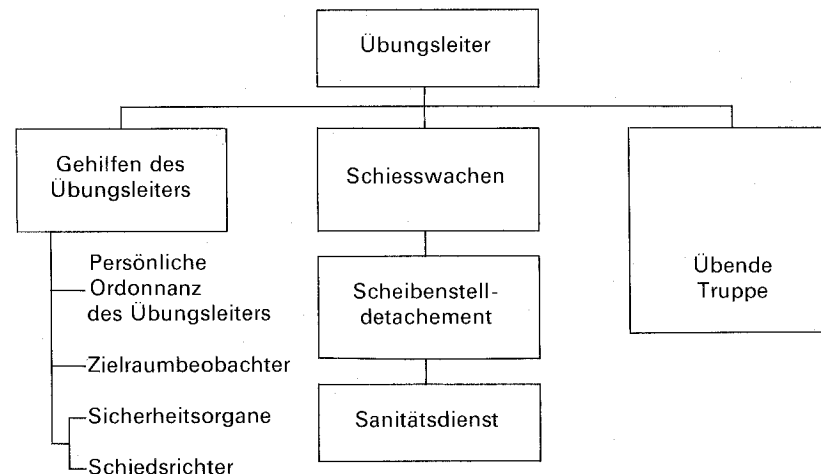 Übungsleiter
Gehilfen des
Übungsleiters
Persönliche
Ordonnanz
des Übungsleiters
Zielraumbeobachter
Sicherheitsorgane
Schiedsrichter
Schiesswachen
Scheibenstell-
detachement
Sanitätsdienst
Übende
Truppe